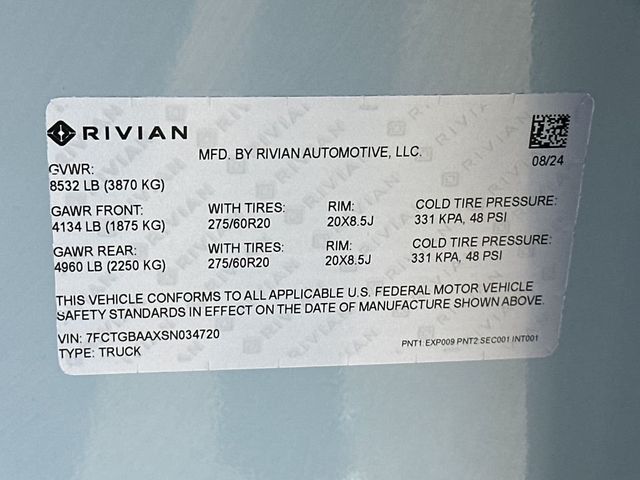 RIVIAN
MFD. BY RIVIAN AUTOMOTIVE, LLC.
08/24
GVWR:
8532 LB (3870 KG)
GAWR FRONT: WITH TIRES: RIM: COLD TIRE PRESSURE:
4134 LB (1875 KG) 275/60R20 20X8.5J 331 KPA, 48 PSI
GAWR REAR: WITH TIRES: RIM: COLD TIRE PRESSURE:
4960 LB (2250 KG) 275/60R20 20X8.5J 331 KPA, 48 PSI
THIS VEHICLE CONFORMS TO ALL APPLICABLE U.S. FEDERAL MOTOR VEHICLE
SAFETY STANDARDS IN EFFECT ON THE DATE OF MANUFACTURE SHOWN ABOVE.
VIN: 7FCTGBAAXSN034720
TYPE: TRUCK
PNT1:EXP009 PNT2:SEC001 INT001